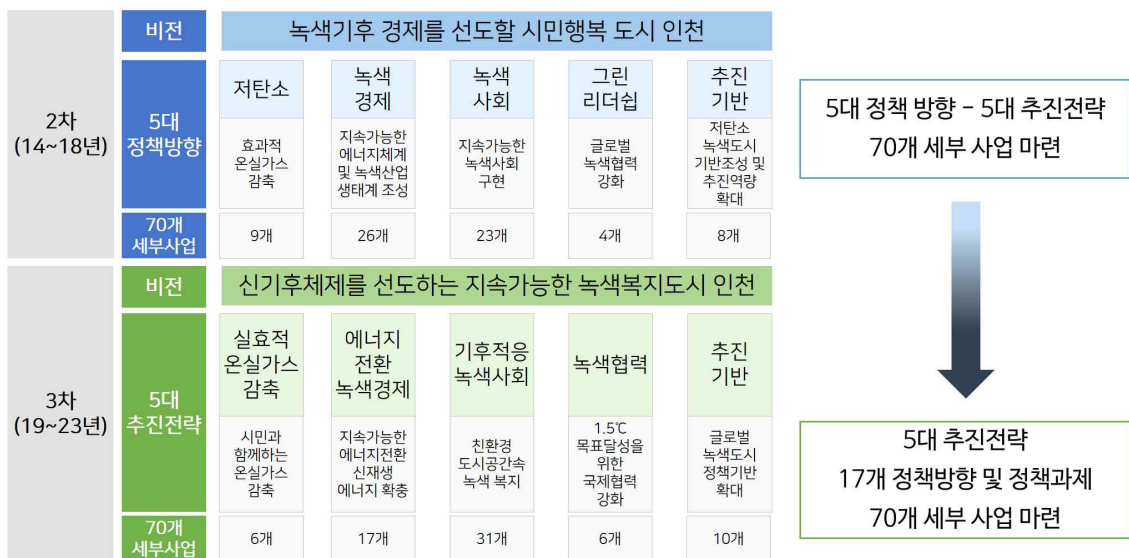 2차
(14~18년)
비전
녹색기후 경제를 선도할 시민행복 도시 인천
5대
정책방향
저탄소
녹색
경제
녹색
사회
그린
리더쉽
추진
기반
효과적
온실가스
감축
지속가능한
에너지체계
및 녹색산업
생태계 조성
지속가능한
녹색사회
구현
글로벌
녹색협력
강화
저탄소
녹색도시
기반조성 및
추진역량
확대
70개
세부사업
9개
26개
23개
4개
8개
3차
(19~23년)
비전
신기후체제를 선도하는 지속가능한 녹색복지도시 인천
5대
추진전략
실효적
온실가스
감축
에너지
전환
녹색경제
기후적응
녹색사회
녹색협력
추진
기반
시민과
함께하는
온실가스
감축
지속가능한
에너지전환
신재생
에너지 확충
친환경
도시공간속
녹색 복지
1.5℃
목표달성을
위한
국제협력
강화
글로벌
녹색도시
정책기반
확대
70개
세부사업
6개
17개
31개
6개
10개
5대 정책 방향 – 5대 추진전략
70개 세부 사업 마련
5대 추진전략
17개 정책방향 및 정책과제
70개 세부 사업 마련